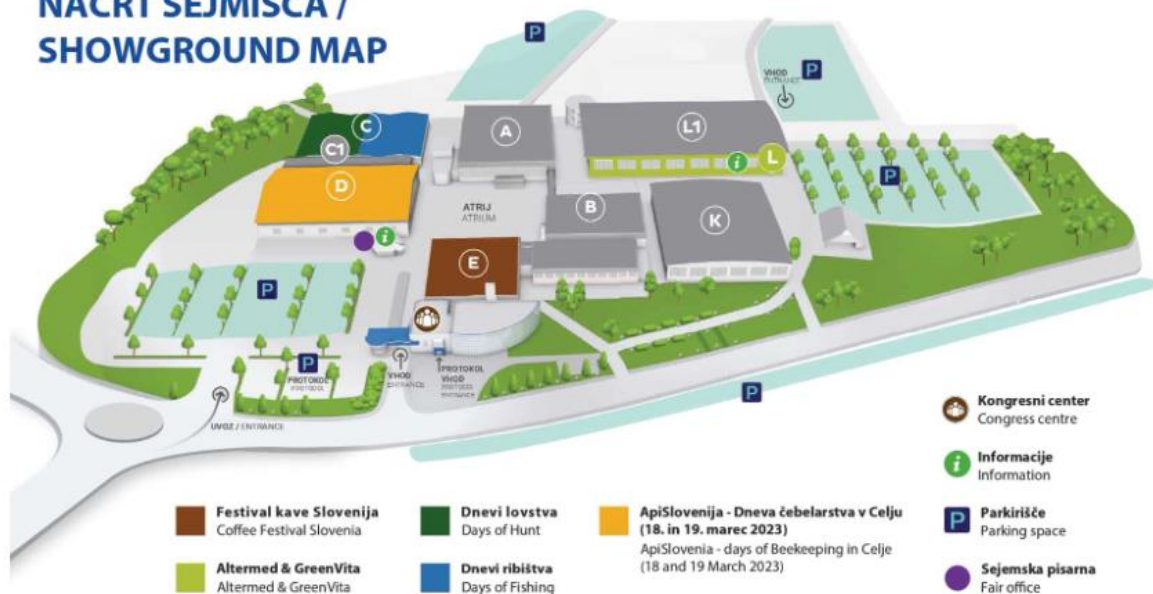 NAČRT SEJMIŠČA /
SHOWGROUND MAP
P
P
VHOD
ENTRANCE
C
A
L1
C1
i
L
D
P
ATRIJ
ATRIUM
B
K
i
E
P
P
PROTOKOL
PROTOCOL
VHOD
ENTRANCE
PROTOKOL
VHOD
PROTOCOL
ENTRANCE
P
UVOZ / ENTRANCE
Kongresni center
Congress centre
i
Informacije
Information
P
Parkirišče
Parking space
Sejemska pisarna
Fair office
Festival kave Slovenija
Coffee Festival Slovenia
Altermed & GreenVita
Altermed & GreenVita
Dnevi lovstva
Days of Hunt
Dnevi ribištva
Days of Fishing
ApiSlovenija - Dneva čebelarstva v Celju
(18. in 19. marec 2023)
ApiSlovenia - days of Beekeeping in Celje
(18 and 19 March 2023)